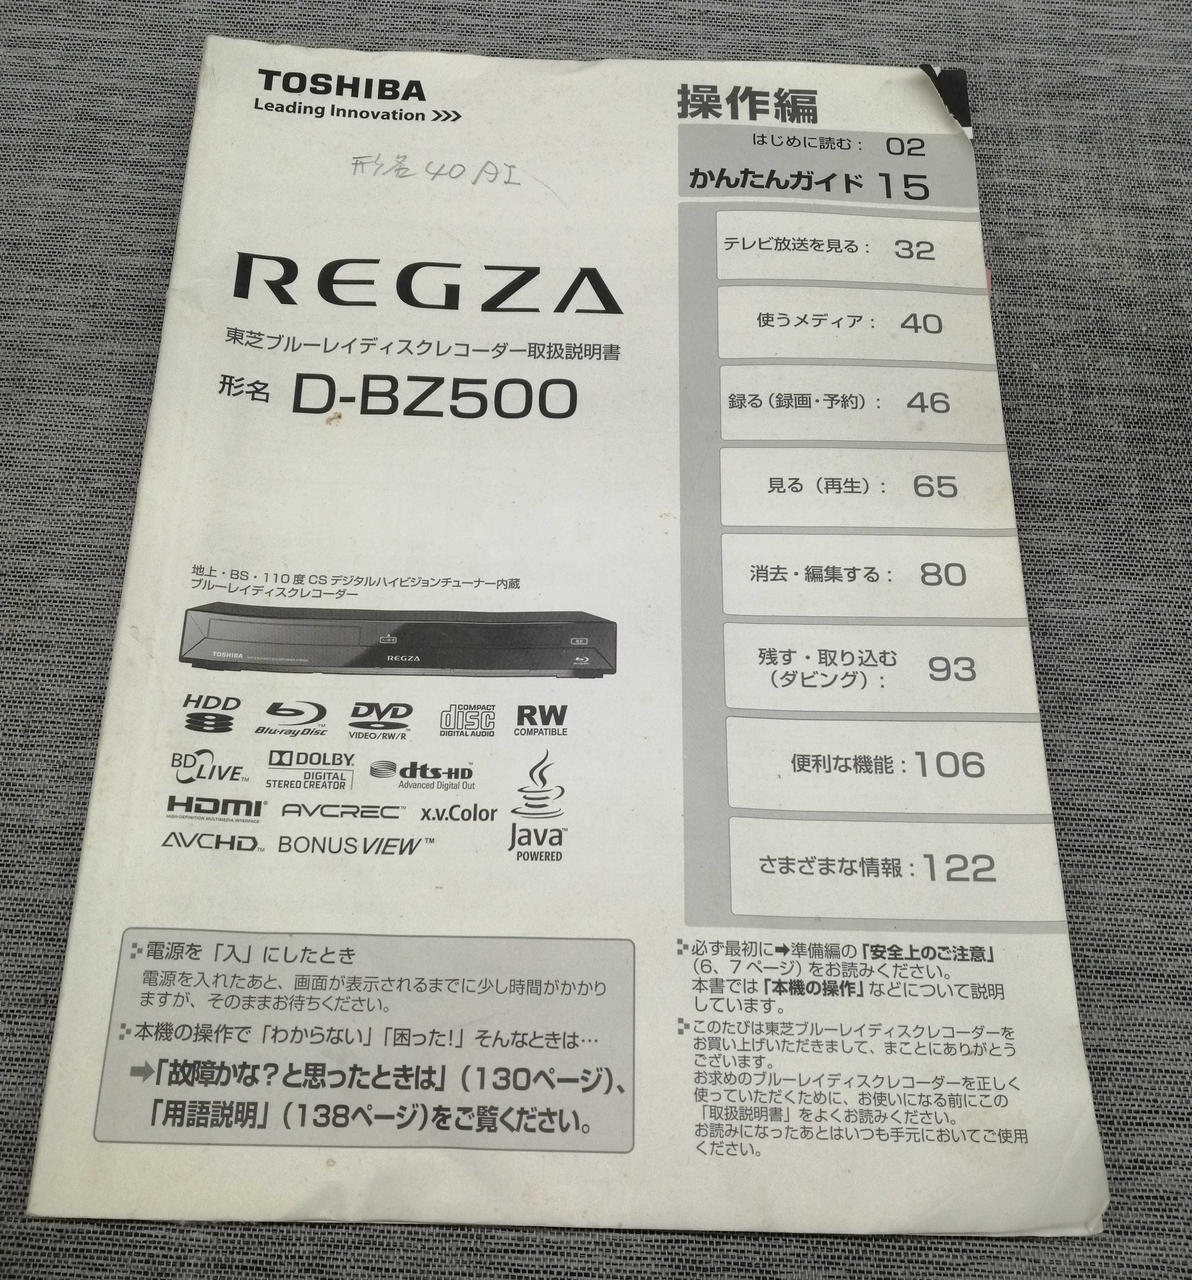 TOSHIBA
Leading Innovation >>>
形名 40 AI
REGZA
東芝ブルーレイディスクレコーダー取扱説明書
形名 D-BZ500
地上・BS・110度CSデジタルハイビジョンチューナー内蔵
ブルーレイディスクレコーダー
TOSHIBA
REGZA
HDD
Blu-ray Disc™
DVD
VIDEO/RW/R
COMPACT
disc
DIGITAL AUDIO
RW
COMPATIBLE
BD LIVE™
DOLBY
DIGITAL
STEREO CREATOR
dts-HD
Advanced Digital Out
HDMI®
HIGH-DEFINITION MULTIMEDIA INTERFACE
AVCREC™
x.v.Color
Java™
POWERED
AVCHD™
BONUS VIEW™
電源を「入」にしたとき
電源を入れたあと、画面が表示されるまでに少し時間がかかり
ますが、そのままお待ちください。
本機の操作で「わからない」「困った!」そんなときは…
➡「故障かな?と思ったときは」(130ページ)、
「用語説明」(138ページ)をご覧ください。
操作編
はじめに読む: 02
かんたんガイド 15
テレビ放送を見る: 32
使うメディア: 40
録る(録画・予約): 46
見る(再生): 65
消去・編集する: 80
残す・取り込む
(ダビング): 93
便利な機能: 106
さまざまな情報: 122
必ず最初に➡準備編の「安全上のご注意」
(6、7ページ)をお読みください。
本書では「本機の操作」などについて説明
しています。
このたびは東芝ブルーレイディスクレコーダーを
お買い上げいただきまして、まことにありがとう
ございます。
お求めのブルーレイディスクレコーダーを正しく
使っていただくために、お使いになる前にこの
「取扱説明書」をよくお読みください。
お読みになったあとはいつも手元においてご使用
ください。